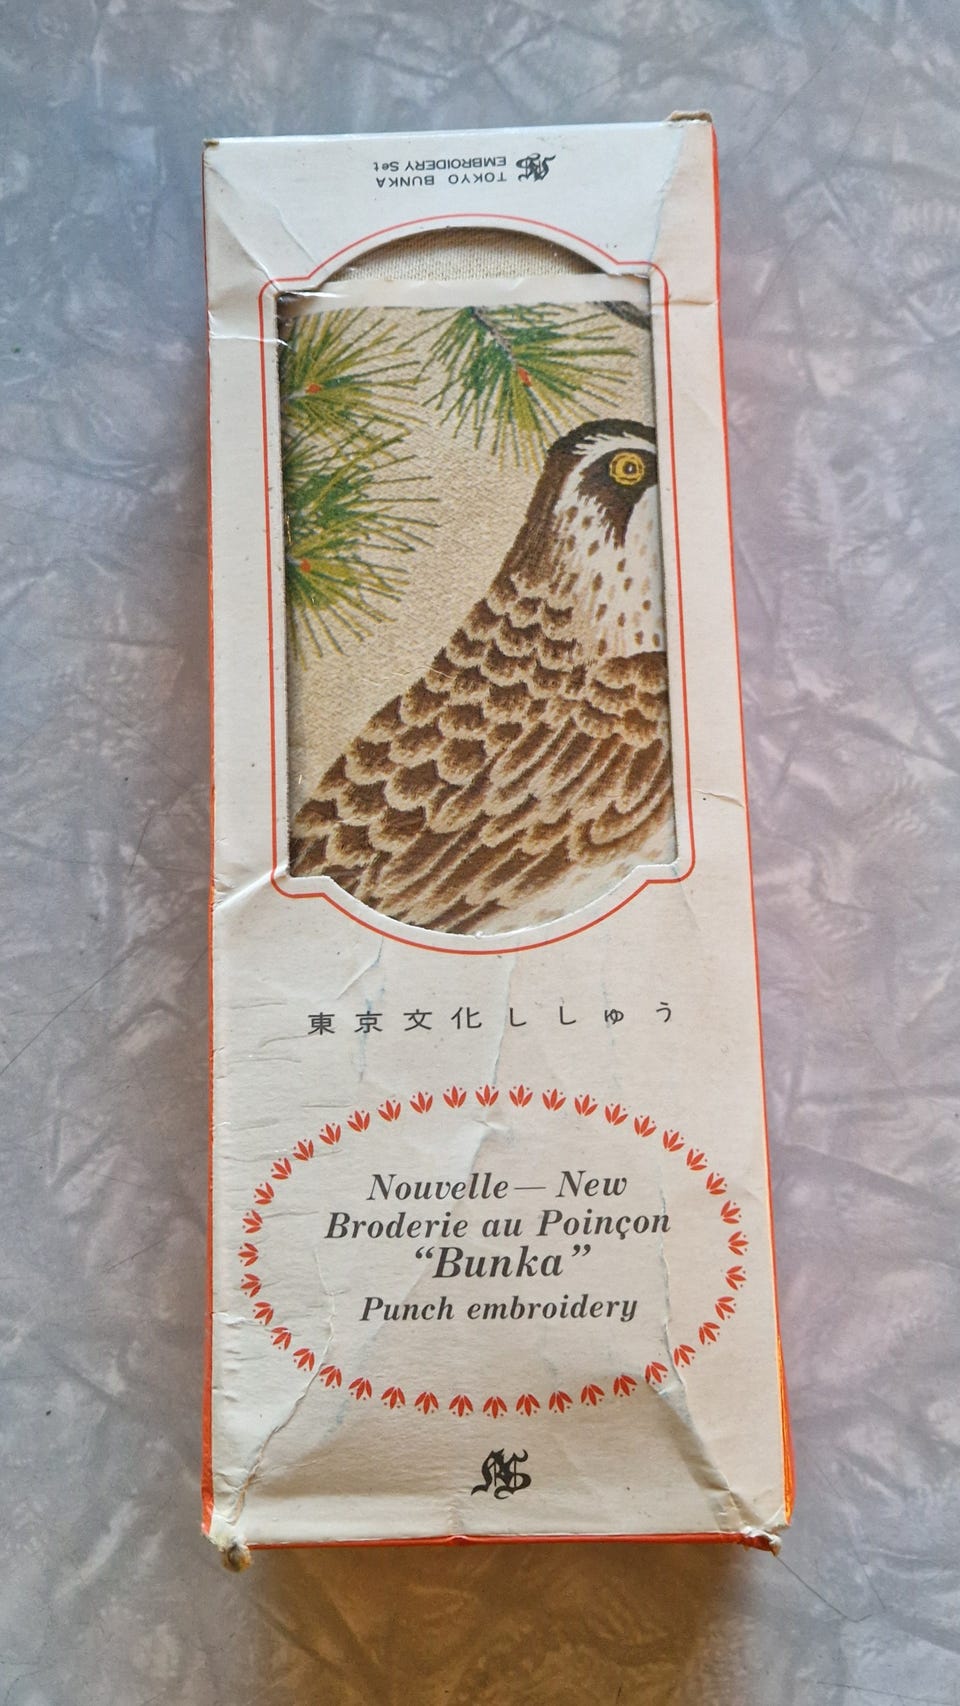 TOKYO BUNKA
EMBROIDERY Set
東京文化ししゅう
Nouvelle — New
Broderie au Poinçon
“Bunka”
Punch embroidery